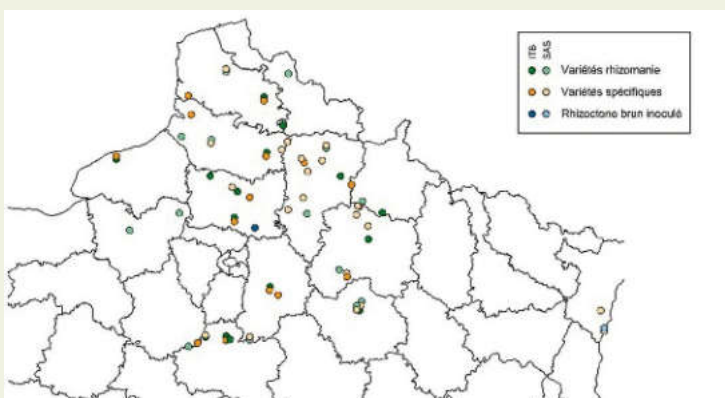 ITB SAS
Variétés rhizomanie
Variétés spécifiques
Rhizoctone brun inoculé